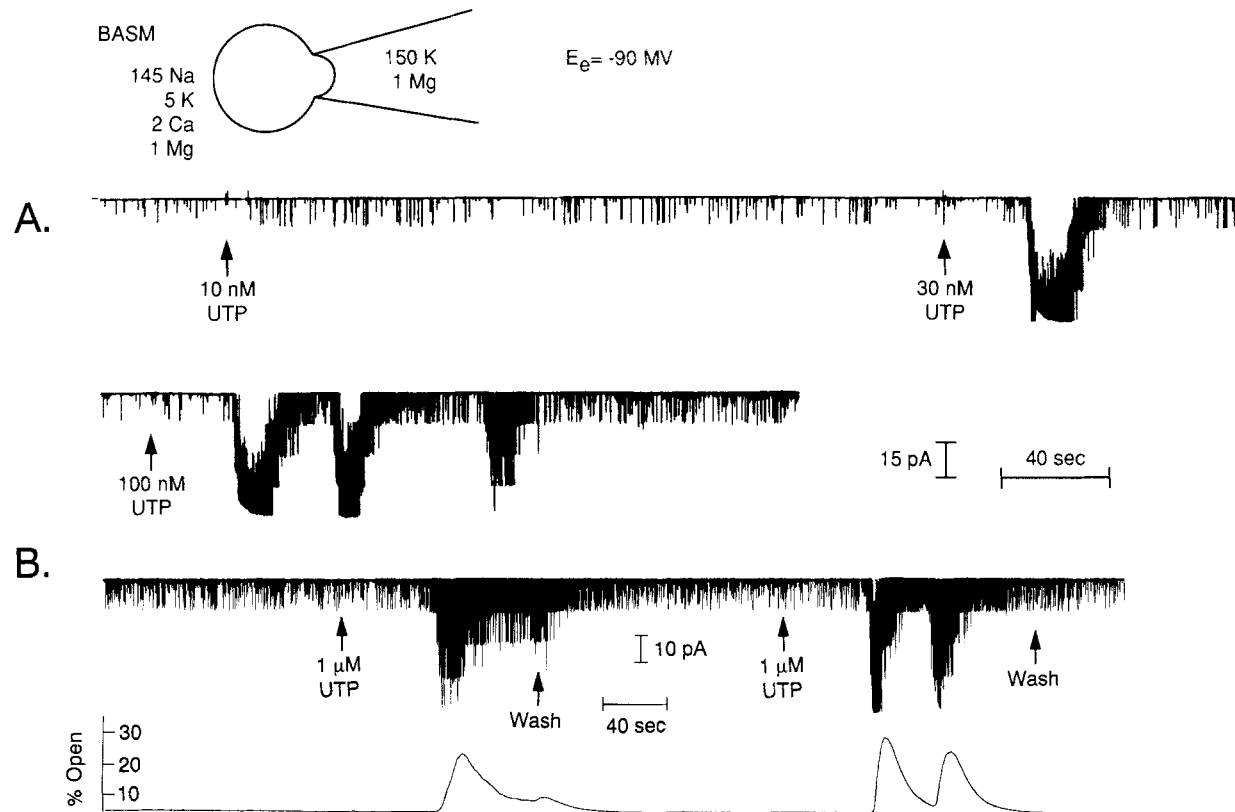 BASM
145 Na
5 K
2 Ca
1 Mg
150 K
1 Mg
Ee= -90 MV
A.
10 nM
UTP
30 nM
UTP
100 nM
UTP
15 pA
40 sec
B.
1 µM
UTP
Wash
10 pA
40 sec
1 µM
UTP
Wash
% Open
30
20
10